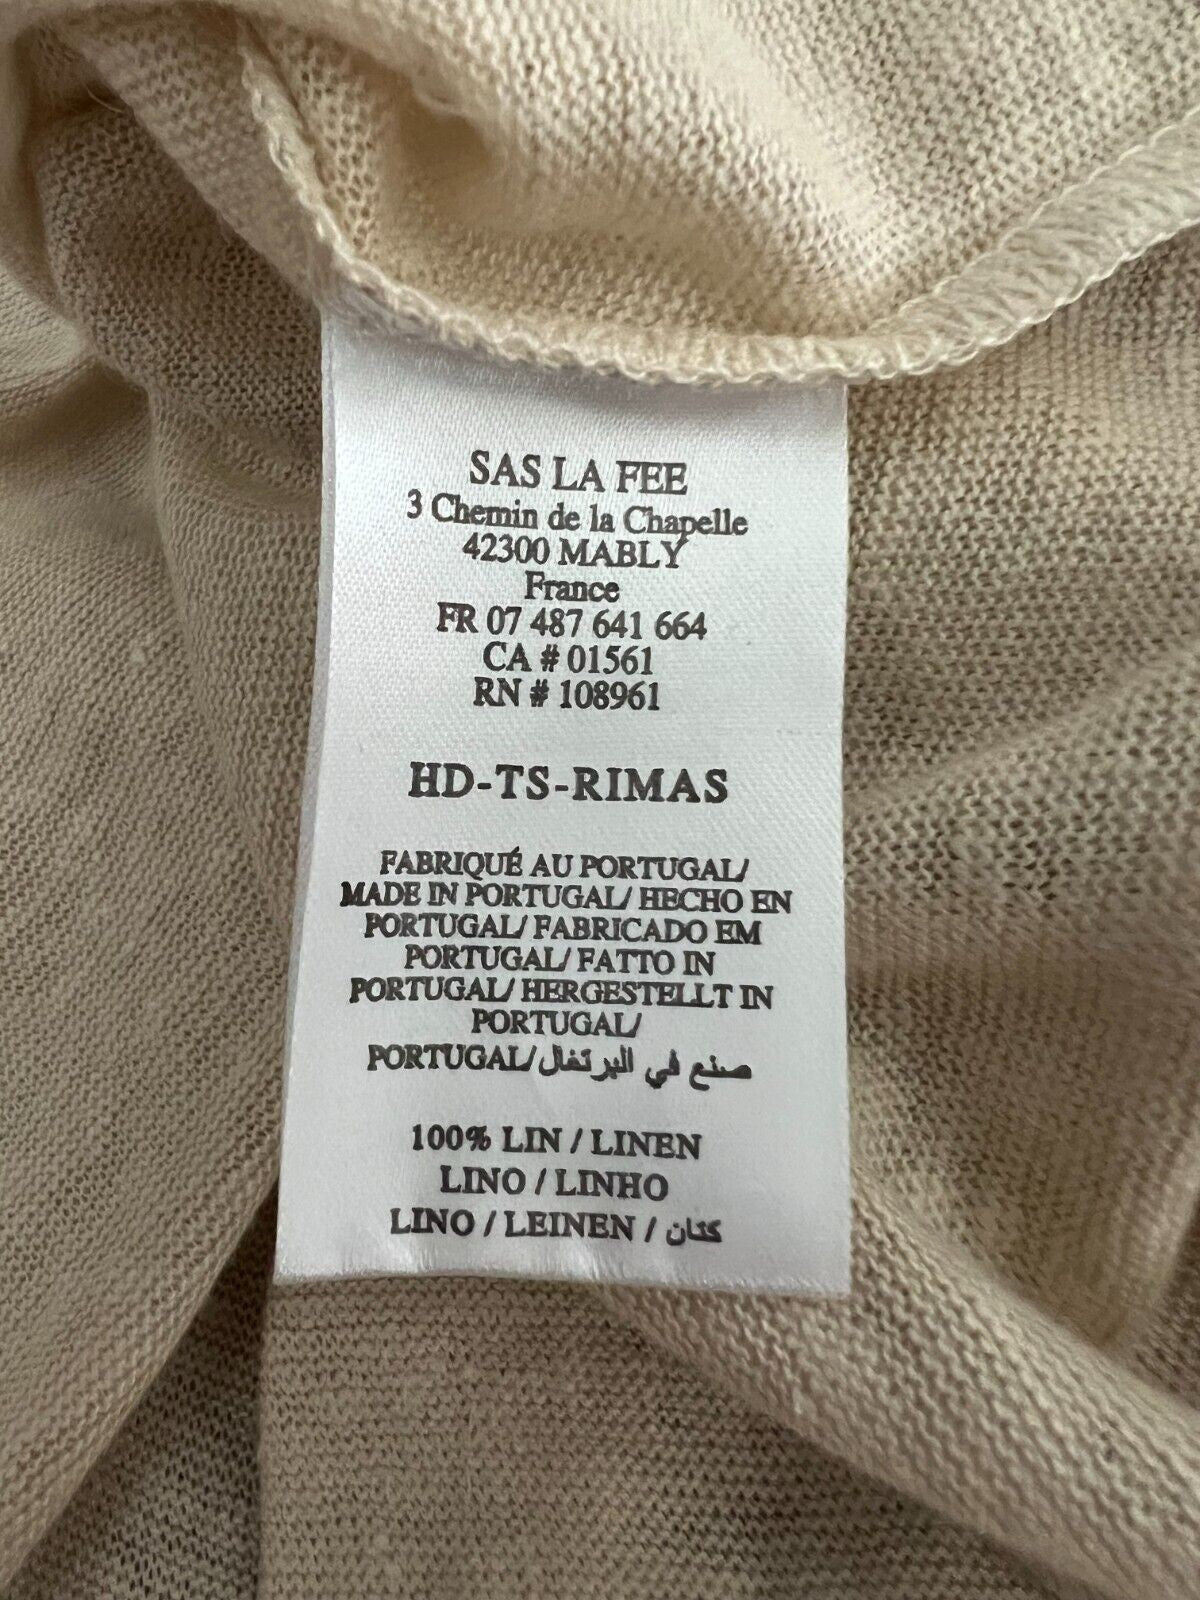 SAS LA FEE
3 Chemin de la Chapelle
42300 MABLY
France
FR 07 487 641 664
CA # 01561
RN # 108961
HD-TS-RIMAS
FABRIQUÉ AU PORTUGAL/
MADE IN PORTUGAL/ HECHO EN
PORTUGAL/ FABRICADO EM
PORTUGAL/ FATTO IN
PORTUGAL/ HERGESTELLT IN
PORTUGAL/
PORTUGAL/صنع في البرتغال
100% LIN / LINEN
LINO / LINHO
LINO / LEINEN / كتان